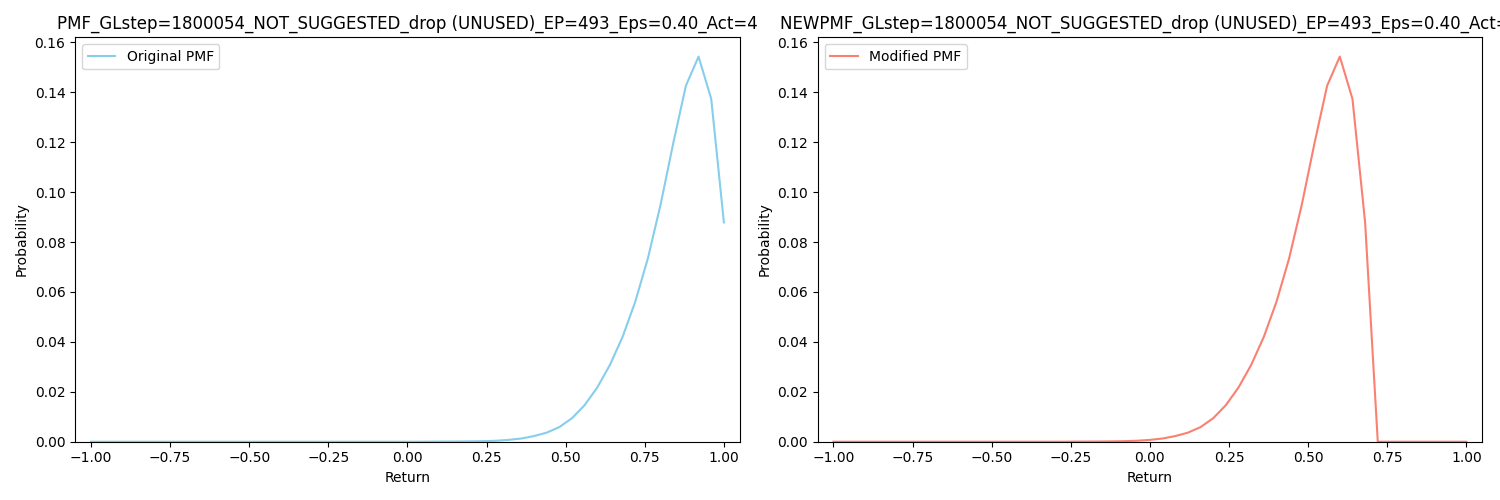 PMF_GLstep=1800054_NOT_SUGGESTED_drop (UNUSED)_EP=493_Eps=0.40_Act=4
Original PMF
Probability
0.16
0.14
0.12
0.10
0.08
0.06
0.04
0.02
0.00
−1.00 −0.75 −0.50 −0.25 0.00 0.25 0.50 0.75 1.00
Return
NEWPMF_GLstep=1800054_NOT_SUGGESTED_drop (UNUSED)_EP=493_Eps=0.40_Act=
Modified PMF
Probability
0.16
0.14
0.12
0.10
0.08
0.06
0.04
0.02
0.00
−1.00 −0.75 −0.50 −0.25 0.00 0.25 0.50 0.75 1.00
Return